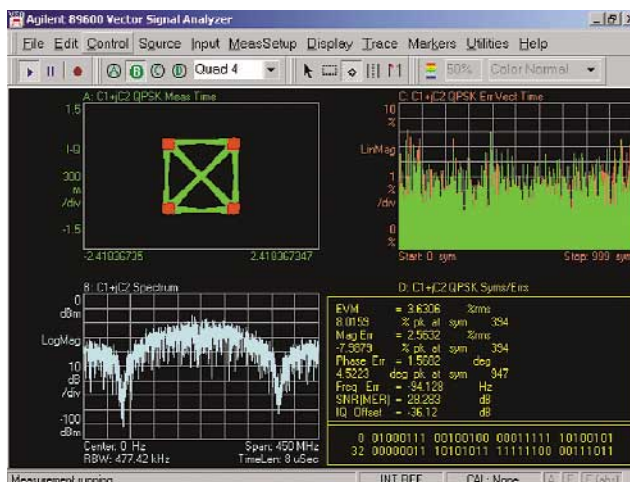 Agilent 89600 Vector Signal Analyzer
File Edit Control Source Input MeasSetup Display Trace Markers Utilities Help
A B C D Quad 4 50% Color Normal
A: C1+jC2 QPSK Meas Time
1.5
I-Q
300
m
/div
-1.5
-2.41836735 2.418367347
C: C1+jC2 QPSK Err Vect Time
10
%
LinMag
1
%
/div
0
%
Start: 0 sym Stop: 999 sym
B: C1+jC2 Spectrum
0
dBm
LogMag
10
dB
/div
-100
dBm
Center: 0 Hz Span: 450 MHz
RBW: 477.42 kHz TimeLen: 8 uSec
D: C1+jC2 QPSK Syms/Errs
EVM = 3.6306 %rms
8.0159 % pk at sym 394
Mag Err = 2.5632 %rms
-7.9879 % pk at sym 394
Phase Err = 1.5682 deg
4.5223 deg pk at sym 947
Freq Err = -94.128 Hz
SNR(MER) = 28.283 dB
IQ Offset = -36.12 dB
0 01000111 00100100 00011111 10100101
32 00000011 10101011 11111100 00111011
Measurement running INT REF CAL: None